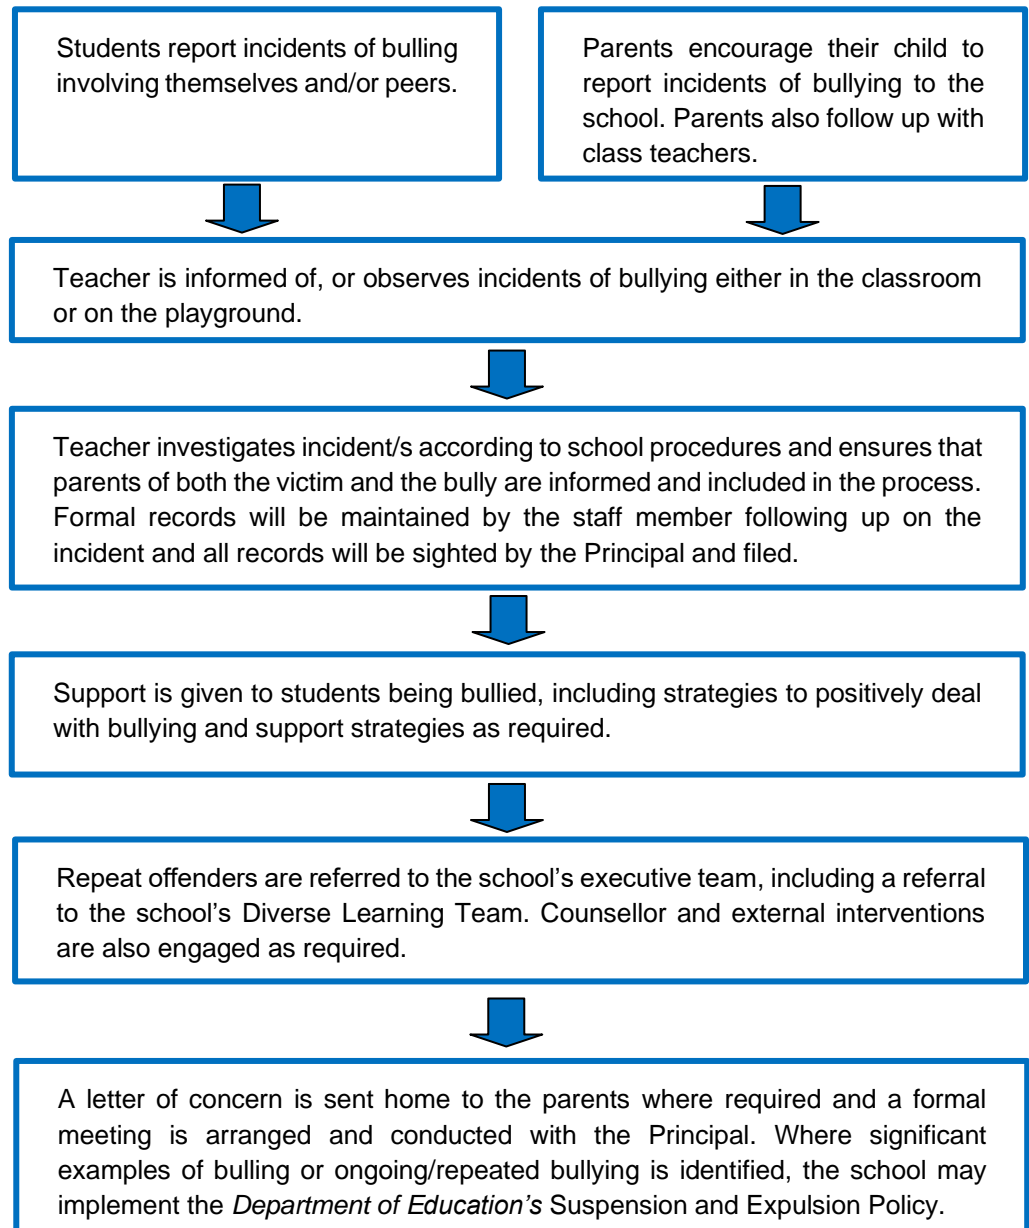 Students report incidents of bulling
involving themselves and/or peers.
Parents encourage their child to
report incidents of bullying to the
school. Parents also follow up with
class teachers.
Teacher is informed of, or observes incidents of bullying either in the classroom
or on the playground.
Teacher investigates incident/s according to school procedures and ensures that
parents of both the victim and the bully are informed and included in the process.
Formal records will be maintained by the staff member following up on the
incident and all records will be sighted by the Principal and filed.
Support is given to students being bullied, including strategies to positively deal
with bullying and support strategies as required.
Repeat offenders are referred to the school’s executive team, including a referral
to the school’s Diverse Learning Team. Counsellor and external interventions
are also engaged as required.
A letter of concern is sent home to the parents where required and a formal
meeting is arranged and conducted with the Principal. Where significant
examples of bulling or ongoing/repeated bullying is identified, the school may
implement the Department of Education’s Suspension and Expulsion Policy.